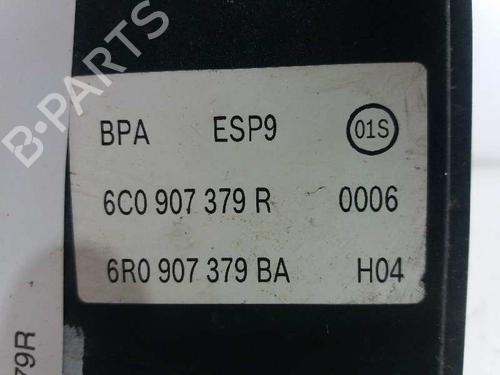 BPA ESP9 01S
6C0 907 379 R 0006
6R0 907 379 BA H04
79R
B-PARTS